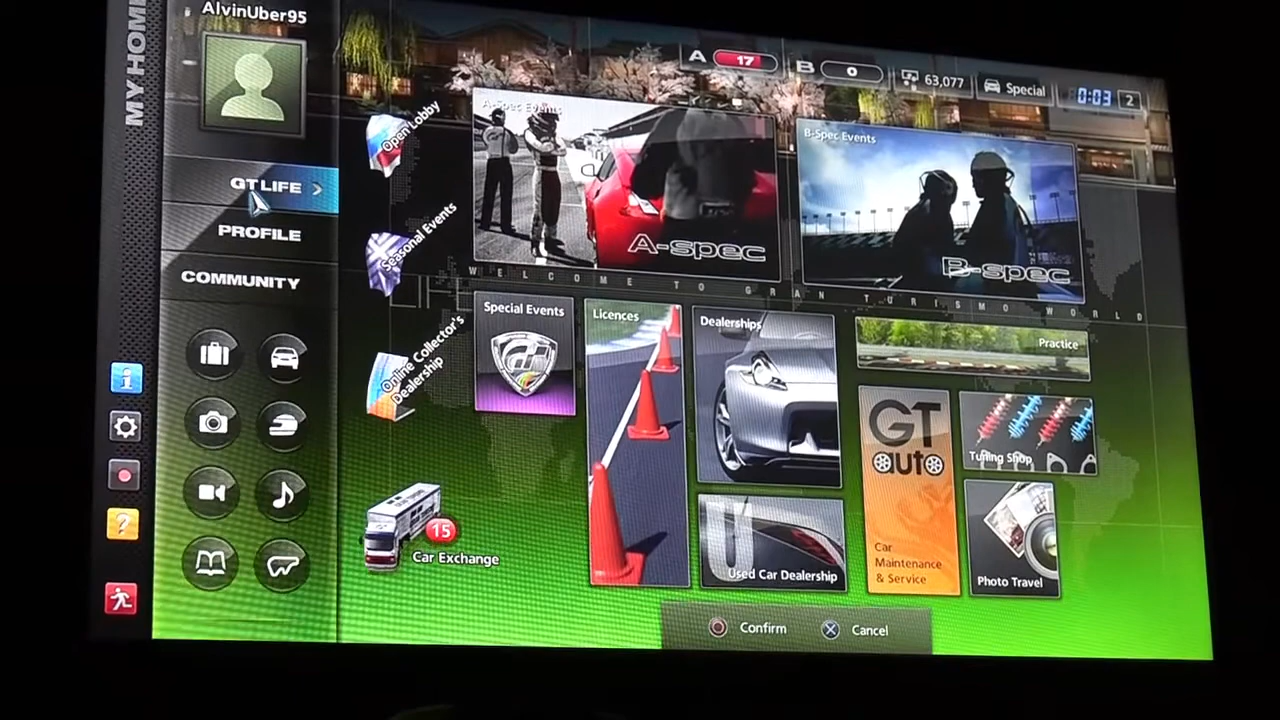 AlvinUber95
MY HOME
GT LIFE
PROFILE
COMMUNITY
A 17
B 0
63,077
Special
0:03 2
Open Lobby
Seasonal Events
Online Collector's
Dealership
15
Car Exchange
A-Spec Events
A-spec
B-Spec Events
B-spec
WELCOME TO GRAN TURISMO WORLD
Special Events
GT
Licences
Dealerships
U
Used Car Dealership
Practice
GT
auto
Car
Maintenance
& Service
Tuning Shop
Photo Travel
Confirm
Cancel